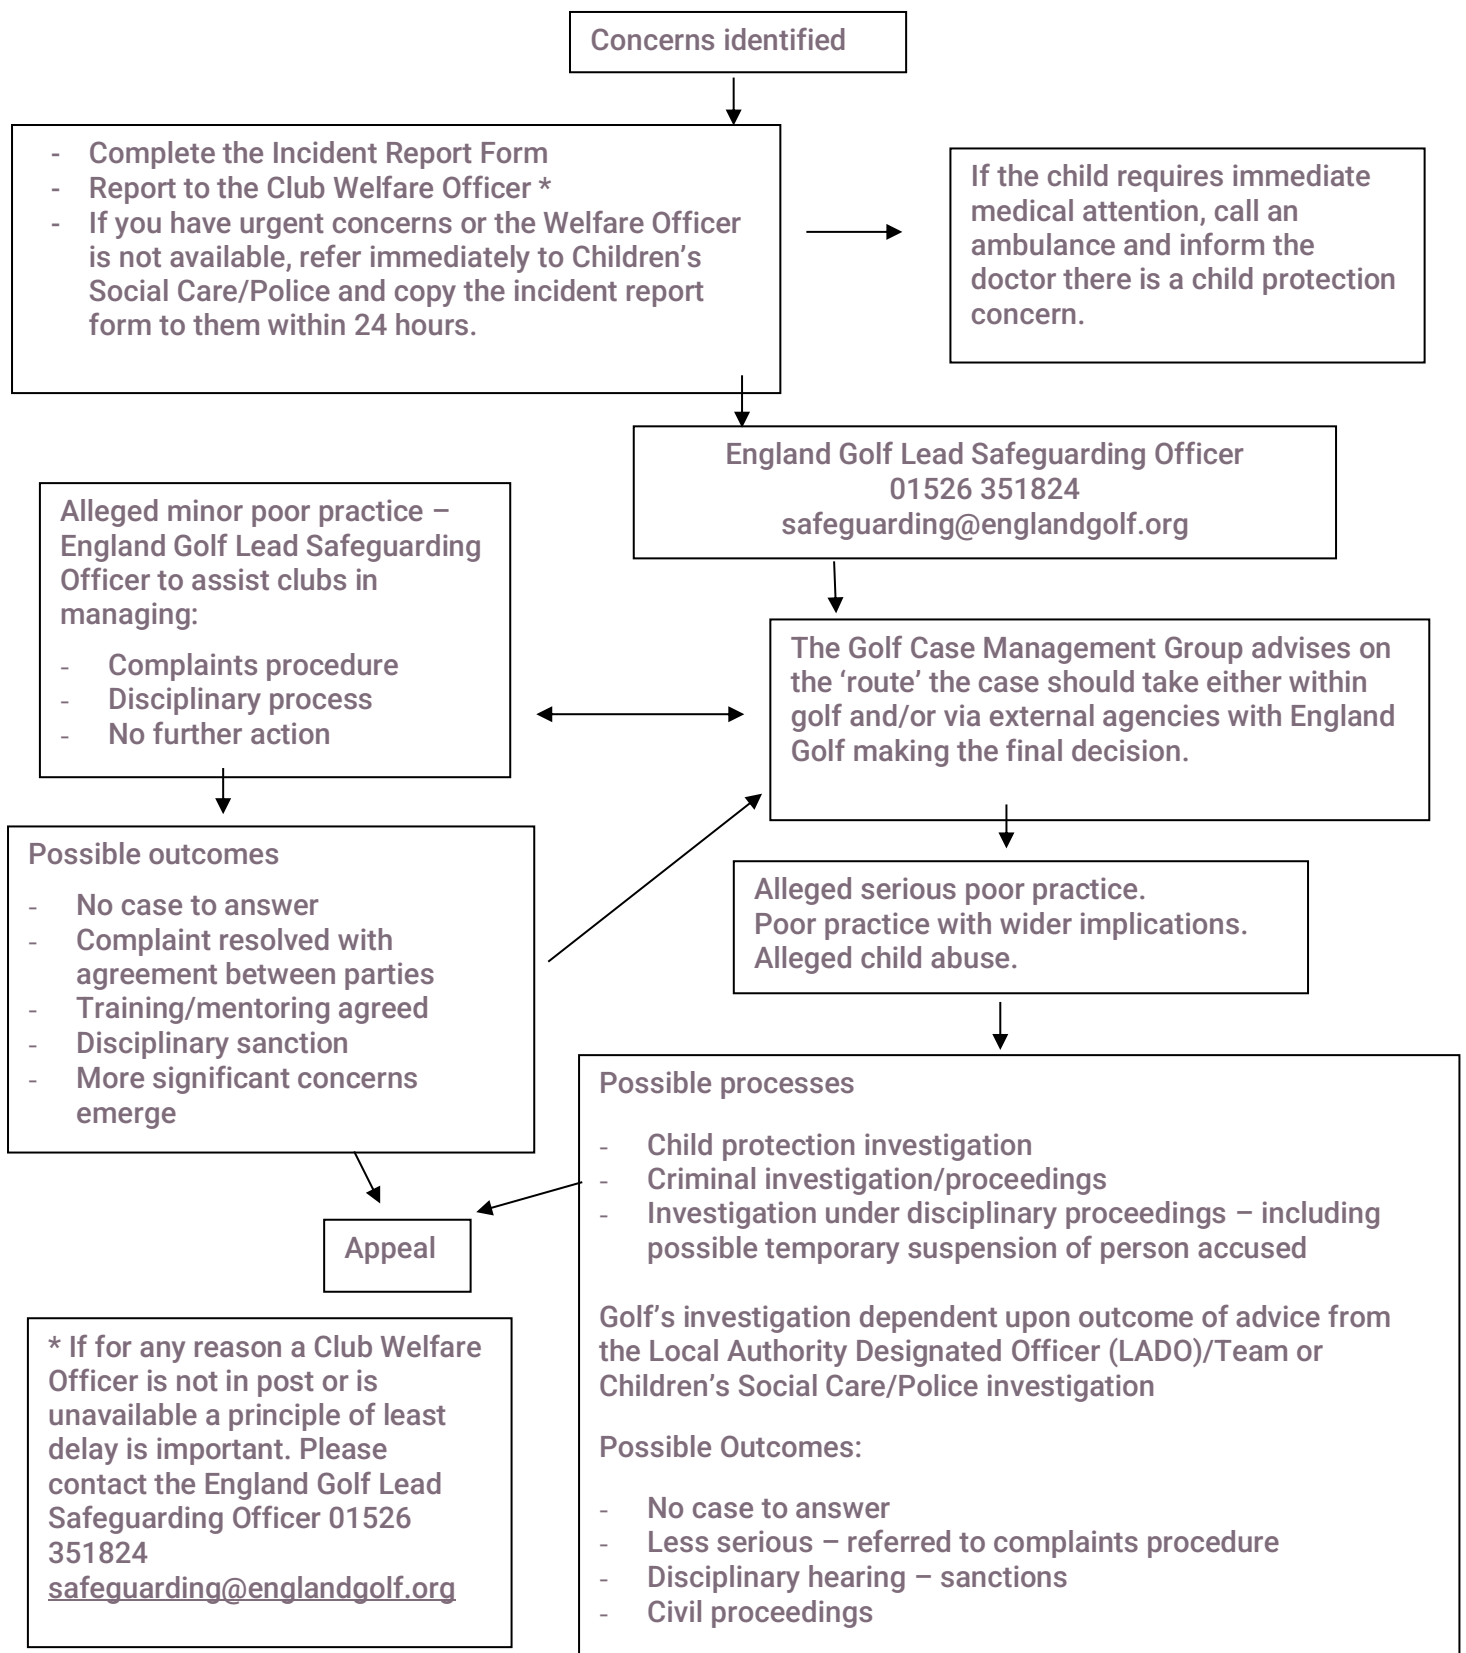 Concerns identified
- Complete the Incident Report Form
- Report to the Club Welfare Officer *
- If you have urgent concerns or the Welfare Officer
is not available, refer immediately to Children’s
Social Care/Police and copy the incident report
form to them within 24 hours.
If the child requires immediate
medical attention, call an
ambulance and inform the
doctor there is a child protection
concern.
England Golf Lead Safeguarding Officer
01526 351824
safeguarding@englandgolf.org
Alleged minor poor practice –
England Golf Lead Safeguarding
Officer to assist clubs in
managing:
- Complaints procedure
- Disciplinary process
- No further action
The Golf Case Management Group advises on
the ‘route’ the case should take either within
golf and/or via external agencies with England
Golf making the final decision.
Possible outcomes
- No case to answer
- Complaint resolved with
agreement between parties
- Training/mentoring agreed
- Disciplinary sanction
- More significant concerns
emerge
Alleged serious poor practice.
Poor practice with wider implications.
Alleged child abuse.
Possible processes
- Child protection investigation
- Criminal investigation/proceedings
- Investigation under disciplinary proceedings – including
possible temporary suspension of person accused
Golf’s investigation dependent upon outcome of advice from
the Local Authority Designated Officer (LADO)/Team or
Children’s Social Care/Police investigation
Possible Outcomes:
- No case to answer
- Less serious – referred to complaints procedure
- Disciplinary hearing – sanctions
- Civil proceedings
Appeal
* If for any reason a Club Welfare
Officer is not in post or is
unavailable a principle of least
delay is important. Please
contact the England Golf Lead
Safeguarding Officer 01526
351824
safeguarding@englandgolf.org